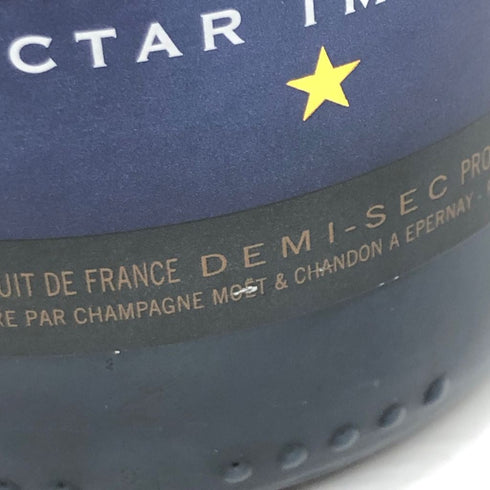 CTAR IM
UIT DE FRANCE DEMI-SEC PRO
RE PAR CHAMPAGNE MOËT & CHANDON A EPERNAY -